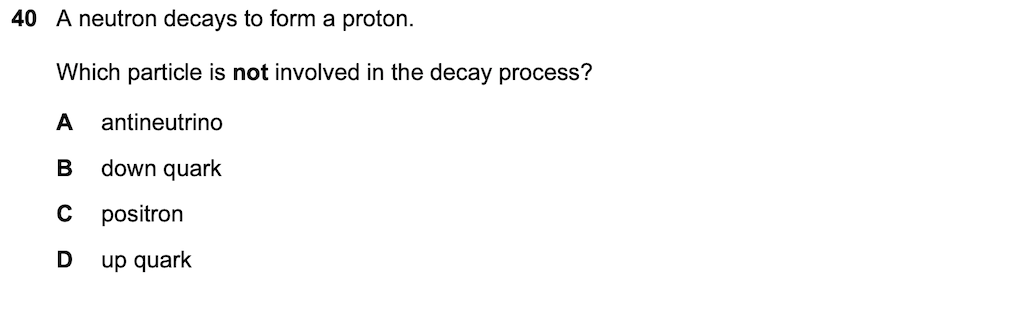 40 A neutron decays to form a proton.
Which particle is not involved in the decay process?
A antineutrino
B down quark
C positron
D up quark